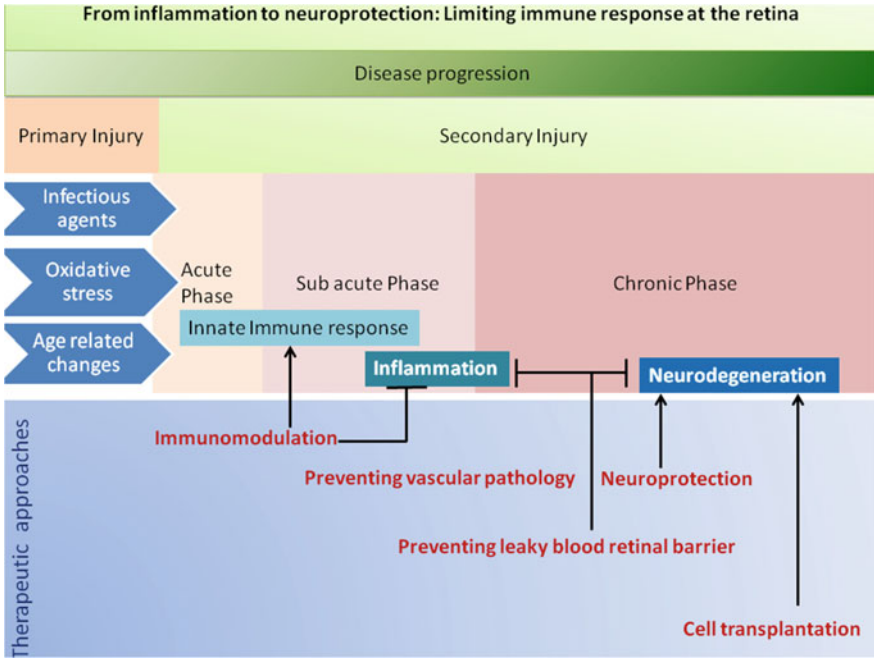 From inflammation to neuroprotection: Limiting immune response at the retina
Disease progression
Primary Injury
Secondary Injury
Infectious
agents
Oxidative
stress
Age related
changes
Acute
Phase
Sub acute Phase
Chronic Phase
Innate Immune response
Inflammation
Neurodegeneration
Therapeutic approaches
Immunomodulation
Preventing vascular pathology
Neuroprotection
Preventing leaky blood retinal barrier
Cell transplantation